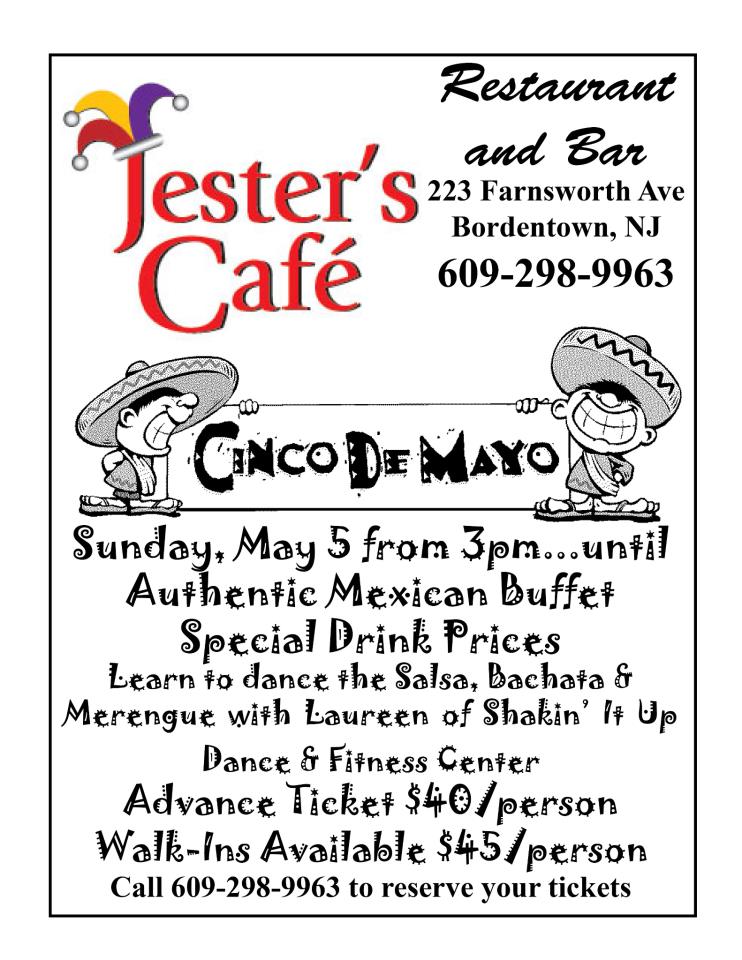 Jester's
Café
Restaurant
and Bar
223 Farnsworth Ave
Bordentown, NJ
609-298-9963
Cinco De Mayo
Sunday, May 5 from 3pm...until
Authentic Mexican Buffet
Special Drink Prices
Learn to dance the Salsa, Bachata &
Merengue with Laureen of Shakin' It Up
Dance & Fitness Center
Advance Ticket $40/person
Walk-Ins Available $45/person
Call 609-298-9963 to reserve your tickets